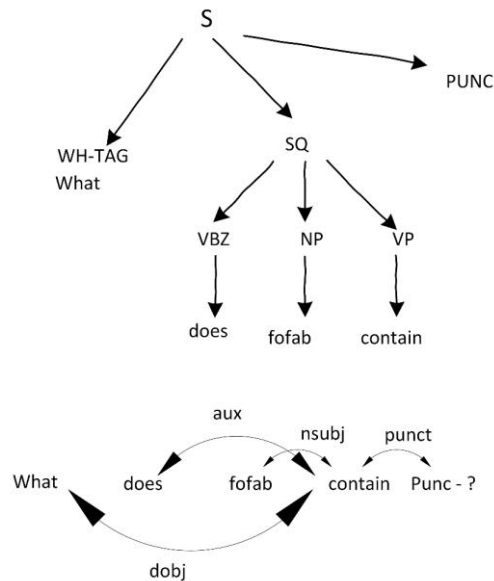 S
PUNC
WH-TAG
What
SQ
VBZ NP VP
does fofab contain
aux
nsubj punct
What does fofab contain Punc - ?
dobj